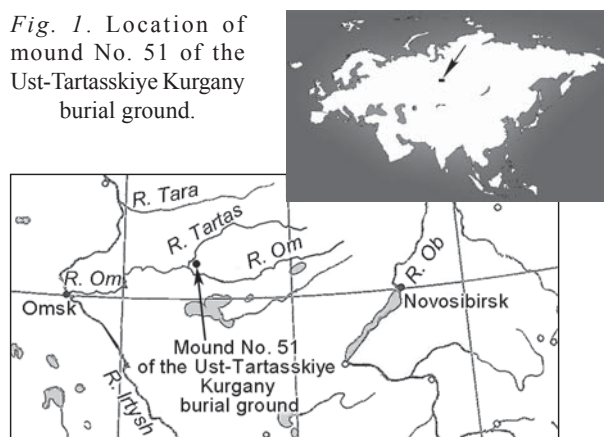 Fig. 1. Location of
mound No. 51 of the
Ust-Tartasskiye Kurgany
burial ground.
R. Tara
R. Tartas
R. Om
R. Om
R. Ob
Omsk
Novosibirsk
Mound No. 51
of the Ust-Tartasskiye
Kurgany
burial ground
R. Irtysh